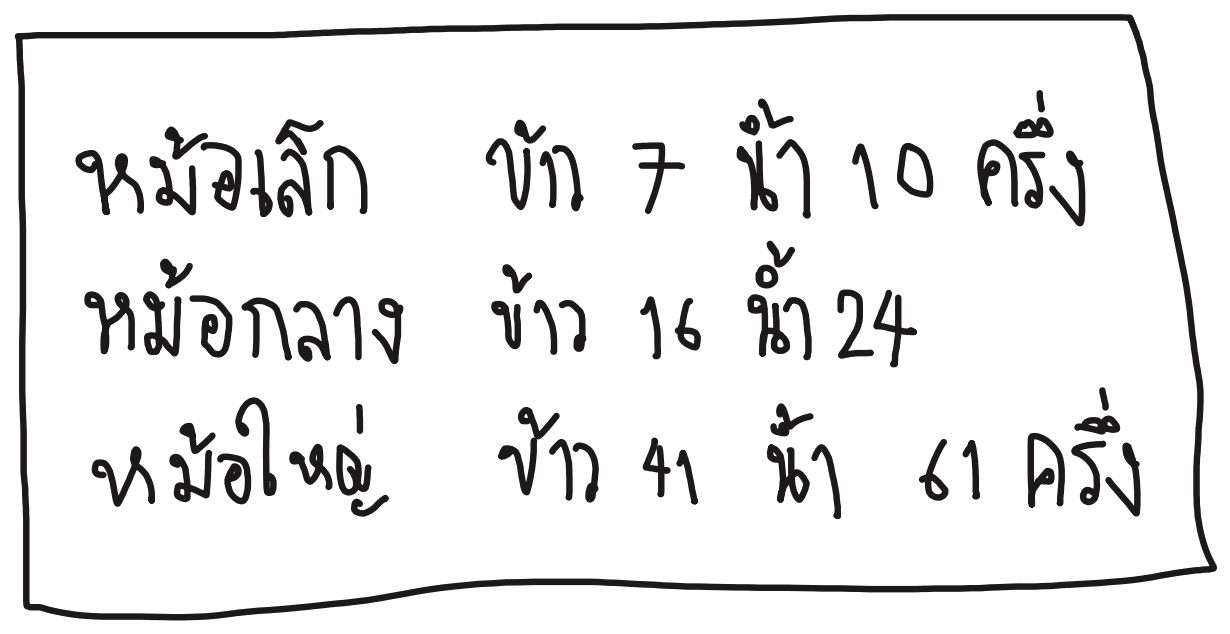 หม้อเล็ก ข้าว 7 น้ำ 10 ครึ่ง
หม้อกลาง ข้าว 16 น้ำ 24
หม้อใหญ่ ข้าว 41 น้ำ 61 ครึ่ง